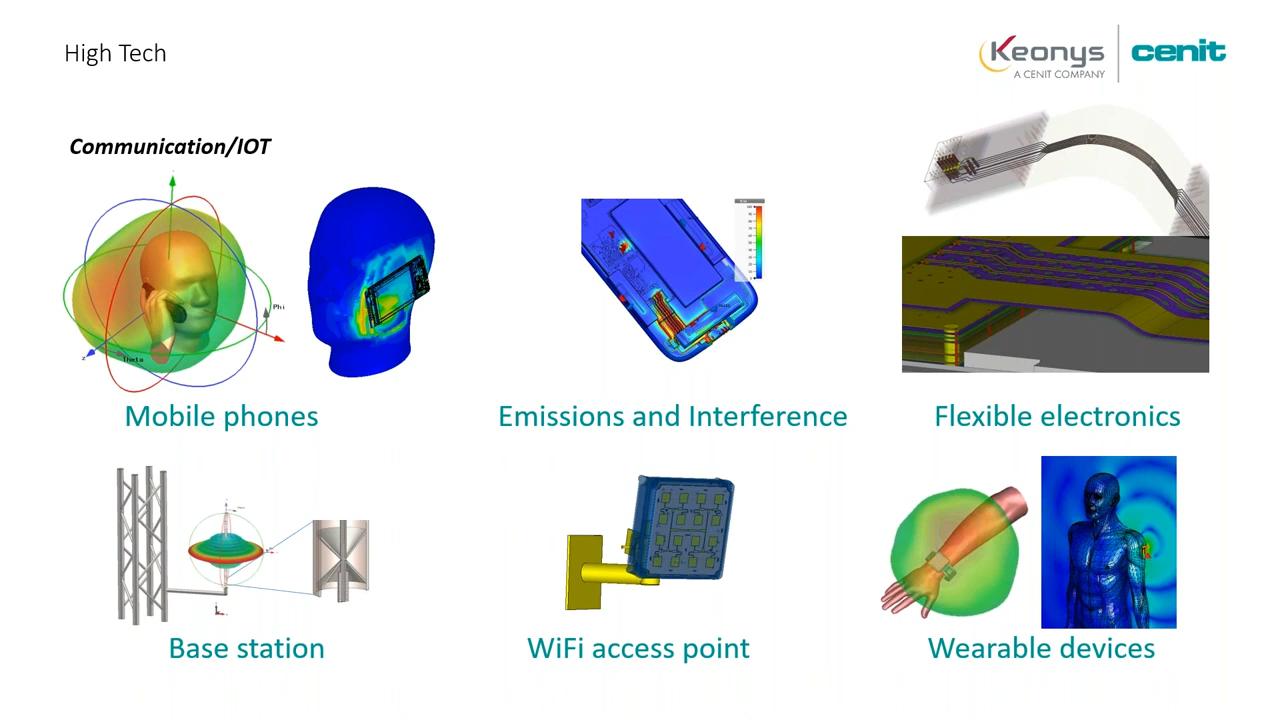 High Tech
Keonys
A CENIT COMPANY
cenit
Communication/IOT
Phi
Theta
z
Mobile phones
Emissions and Interference
Flexible electronics
Base station
WiFi access point
Wearable devices